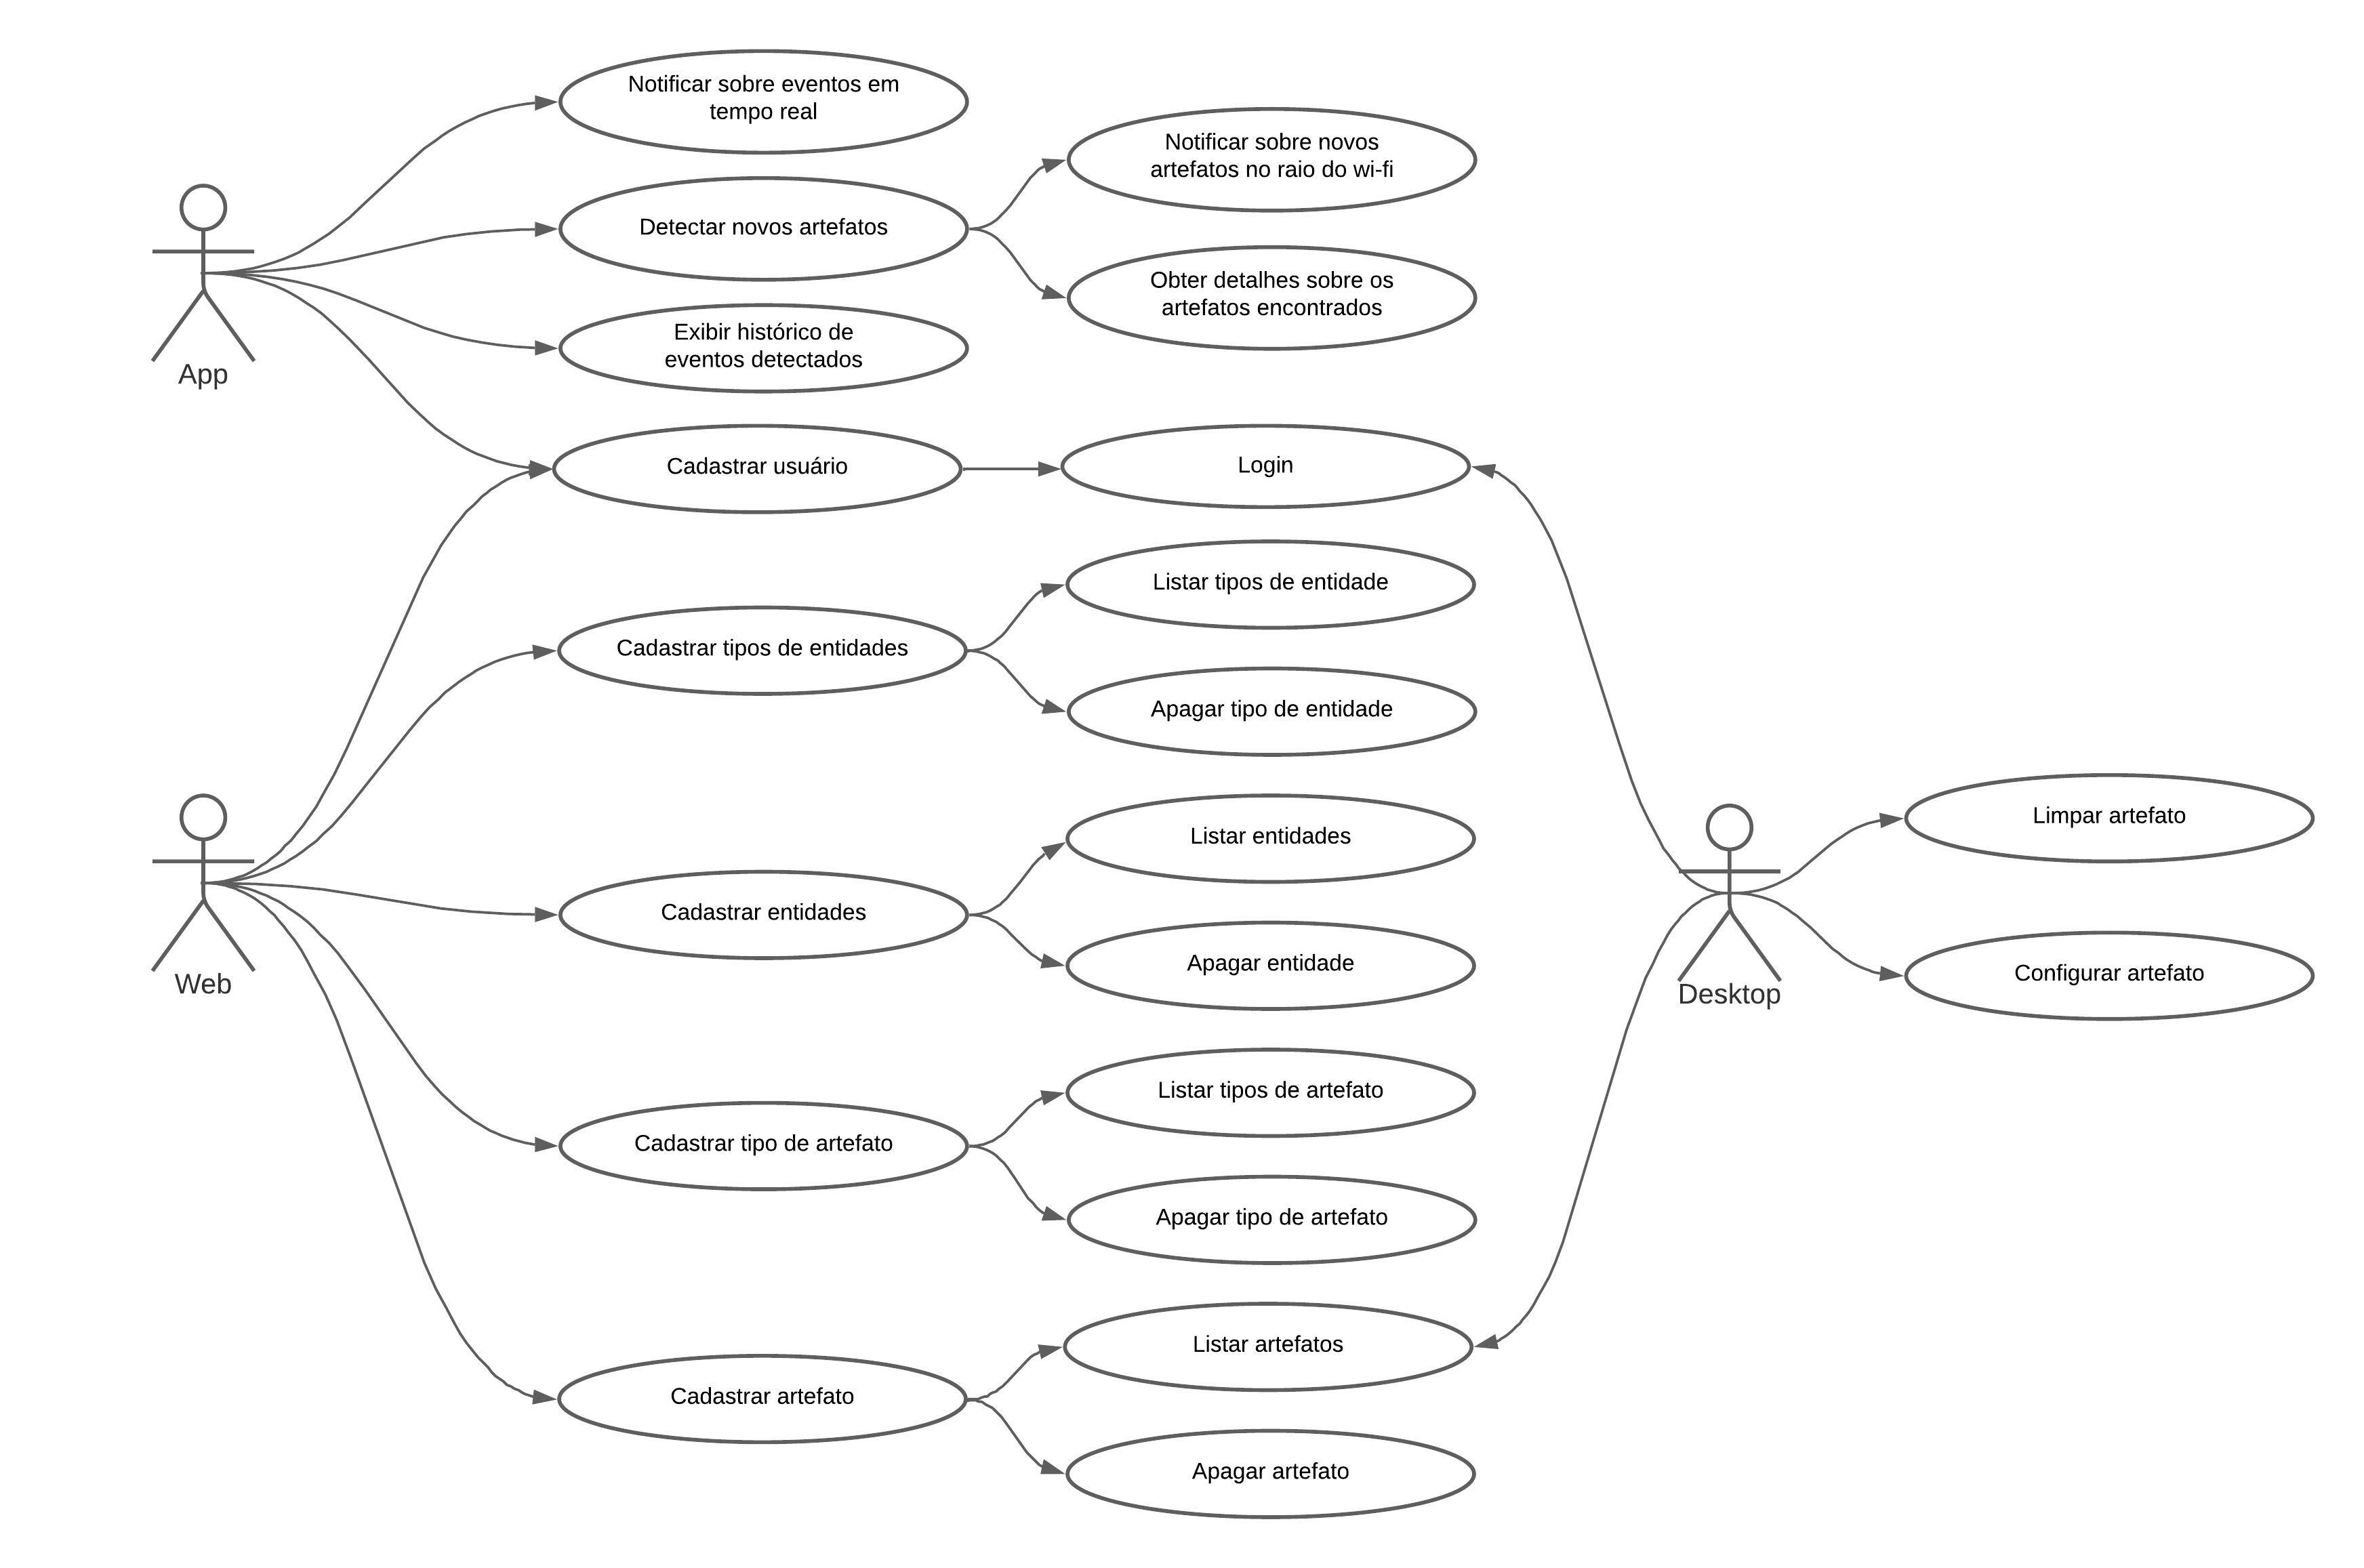 Notificar sobre eventos em
tempo real
Notificar sobre novos
artefatos no raio do wi-fi
Detectar novos artefatos
Obter detalhes sobre os
artefatos encontrados
Exibir histórico de
eventos detectados
App
Cadastrar usuário
Login
Listar tipos de entidade
Cadastrar tipos de entidades
Apagar tipo de entidade
Limpar artefato
Listar entidades
Cadastrar entidades
Apagar entidade
Configurar artefato
Web
Desktop
Listar tipos de artefato
Cadastrar tipo de artefato
Apagar tipo de artefato
Listar artefatos
Cadastrar artefato
Apagar artefato